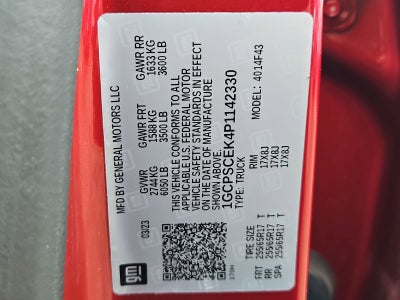 MFD BY GENERAL MOTORS LLC
03/23 GVWR GAWR FRT GAWR RR
2744KG 1588 KG 1633 KG
6050 LB 3500 LB 3600 LB
THIS VEHICLE CONFORMS TO ALL
APPLICABLE U.S. FEDERAL MOTOR
VEHICLE SAFETY STANDARDS IN EFFECT
ON THE DATE OF MANUFACTURE
SHOWN ABOVE.
1GCPSCEK4P1142330
TYPE: TRUCK MODEL: 4014F43
TIRE SIZE RIM
FRT 255/65R17 T 17X8J
RR 255/65R17 T 17X8J
SPA 255/65R17 T 17X8J
gm